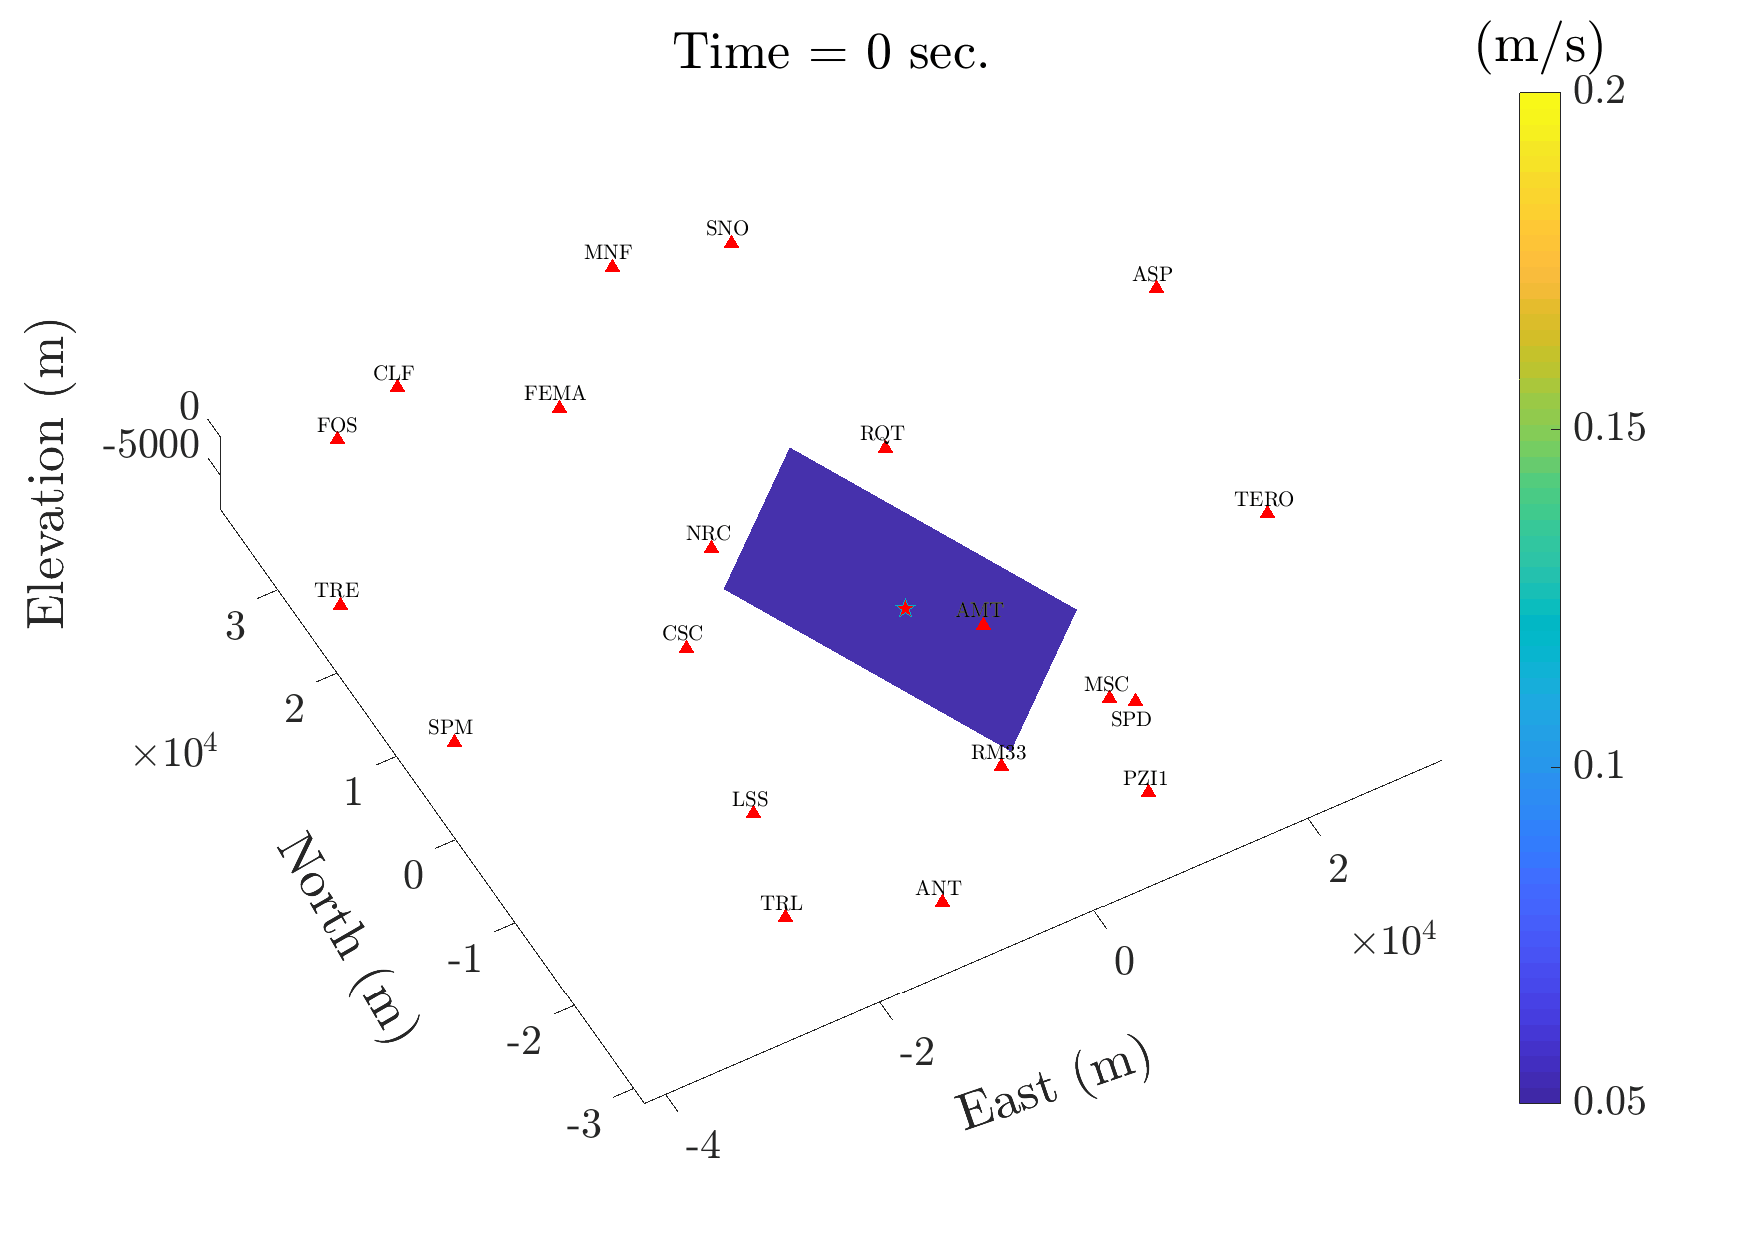 Time = 0 sec.
(m/s)
0.2
0.15
0.1
0.05
SNO
MNF
ASP
CLF
FEMA
FOS
RQT
TERO
NRC
TRE
AMT
CSC
MSC
SPD
SPM
RM33
PZI1
LSS
ANT
TRL
Elevation (m)
0
-5000
North (m)
×10⁴
3
2
1
0
-1
-2
-3
East (m)
×10⁴
-4
-2
0
2